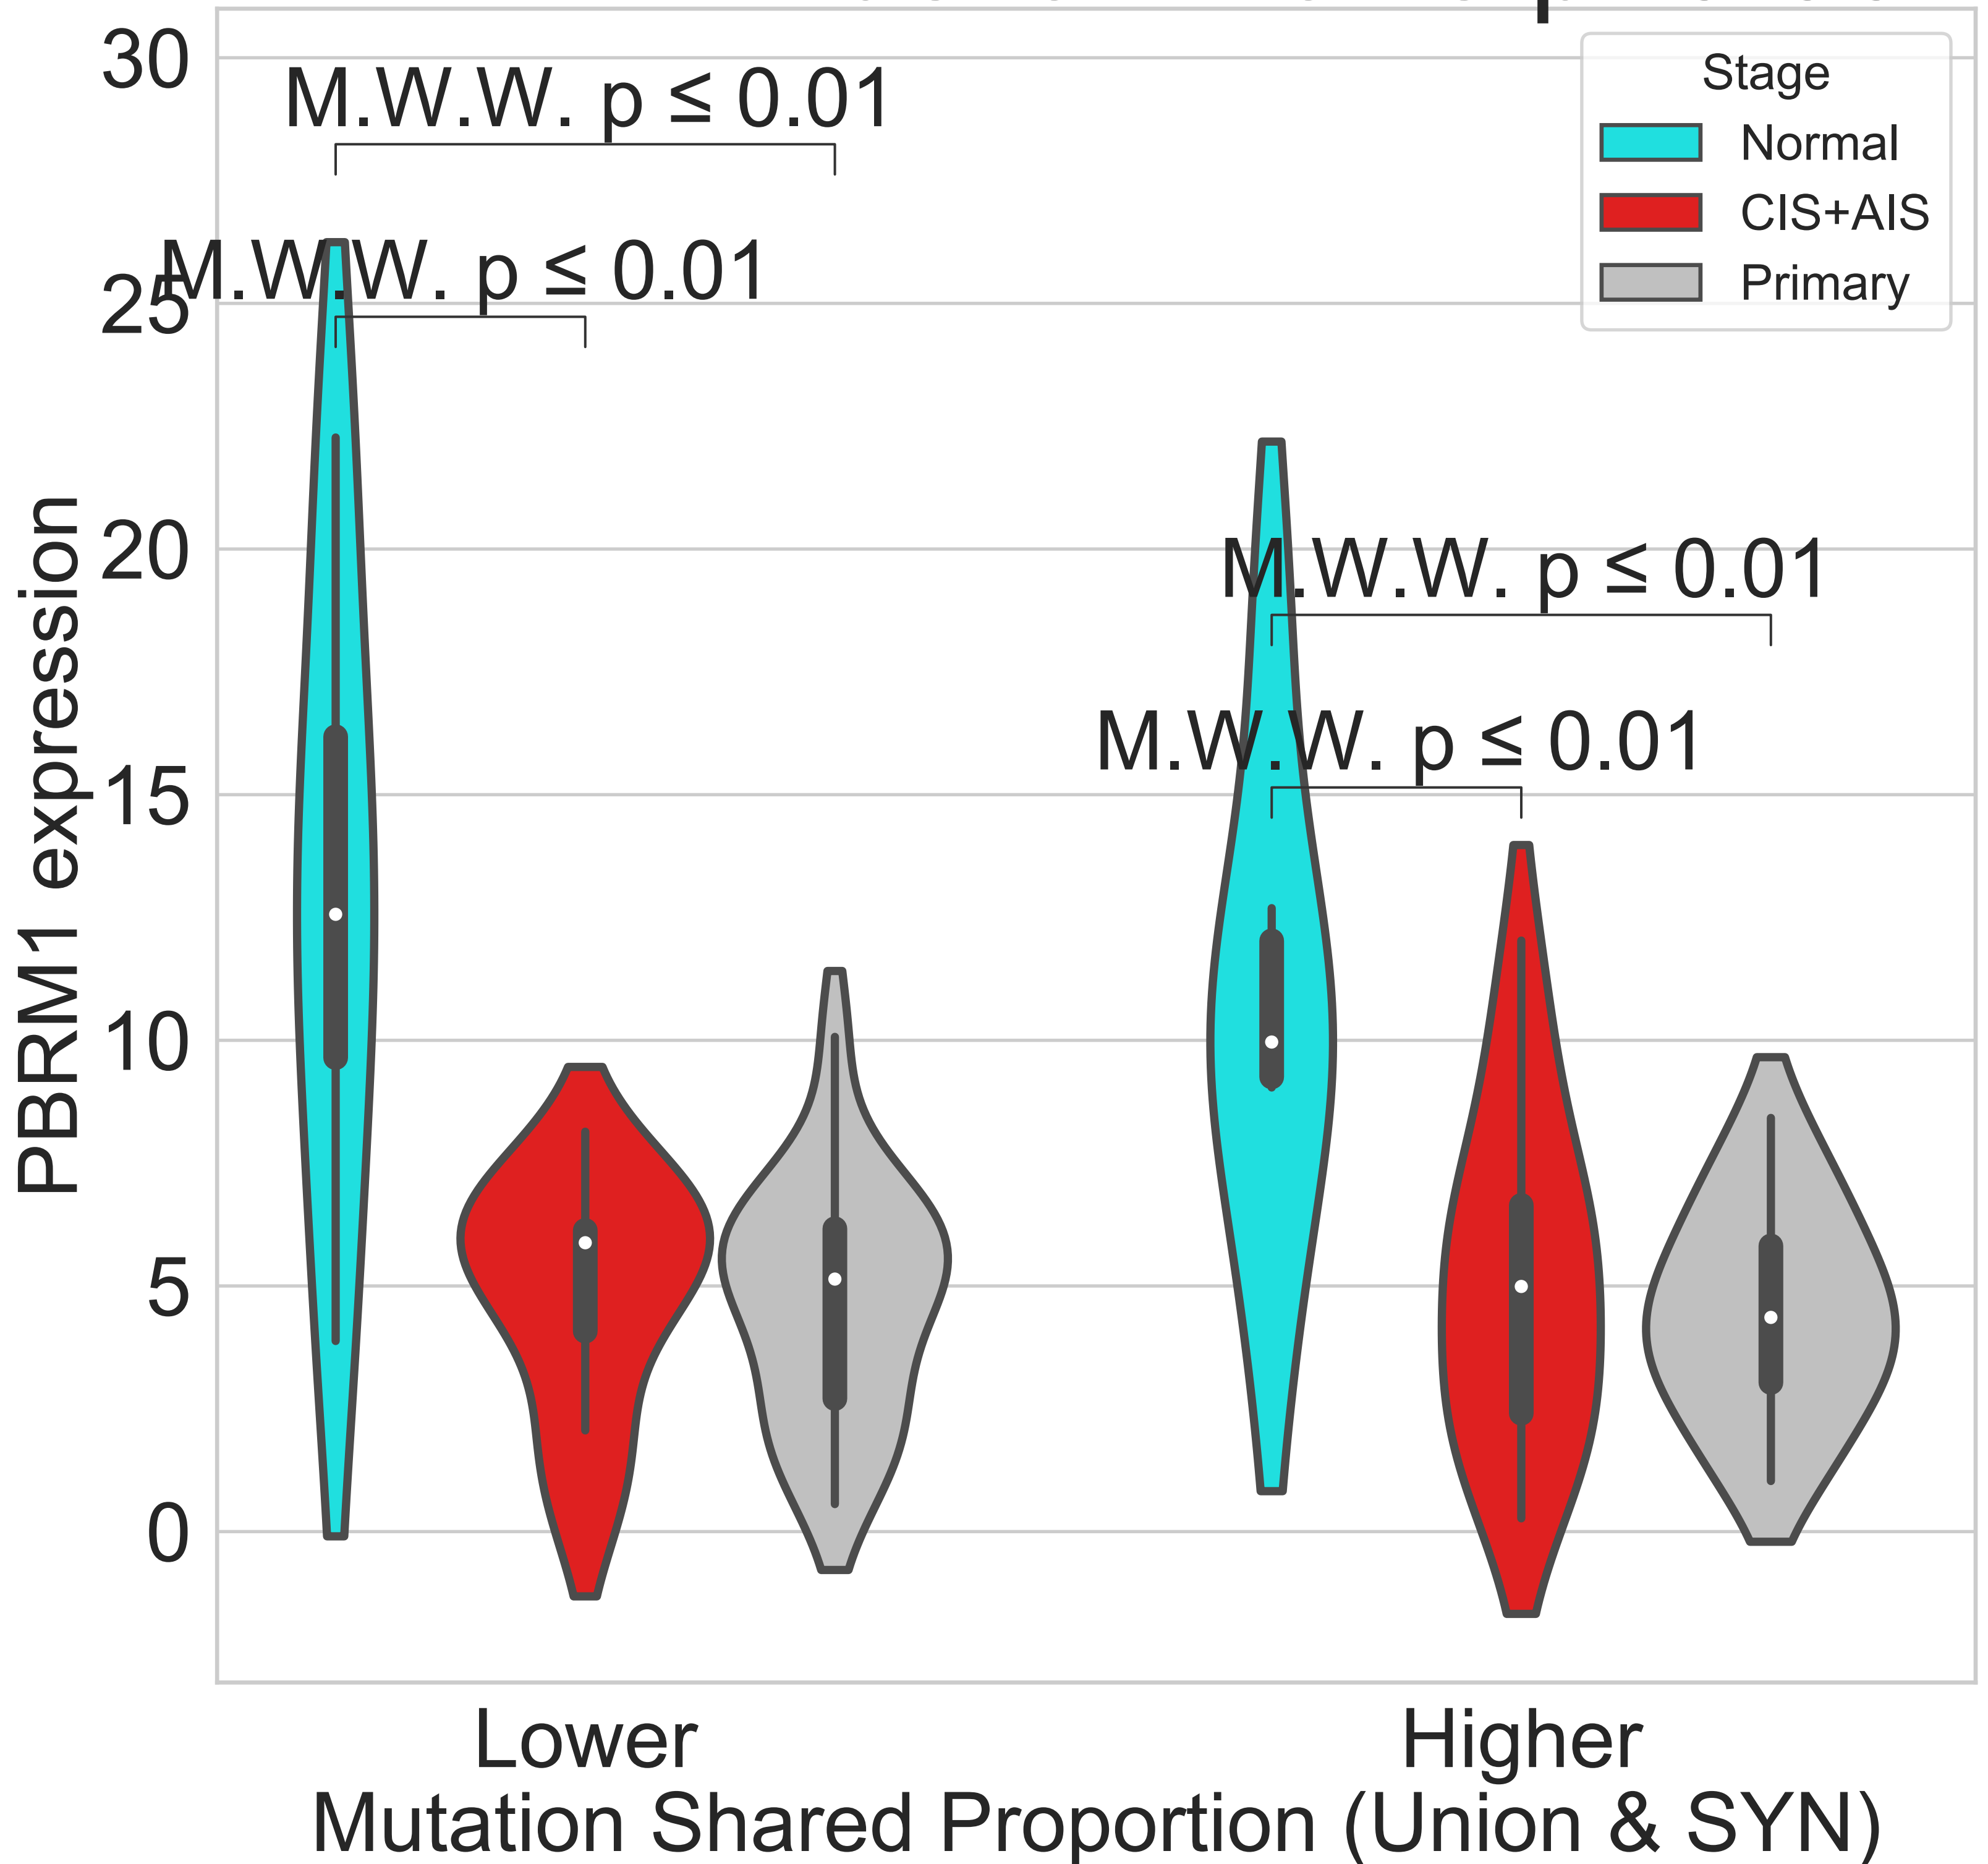 30
M.W.W. p ≤ 0.01
Stage
Normal
CIS+AIS
Primary
M.W.W. p ≤ 0.01
25
20
M.W.W. p ≤ 0.01
M.W.W. p ≤ 0.01
15
10
5
0
PBRM1 expression
Lower
Higher
Mutation Shared Proportion (Union & SYN)